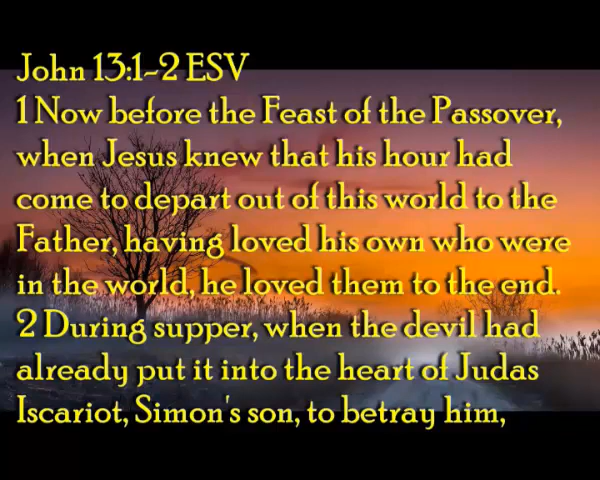 John 13:1-2 ESV
1 Now before the Feast of the Passover,
when Jesus knew that his hour had
come to depart out of this world to the
Father, having loved his own who were
in the world, he loved them to the end.
2 During supper, when the devil had
already put it into the heart of Judas
Iscariot, Simon's son, to betray him,